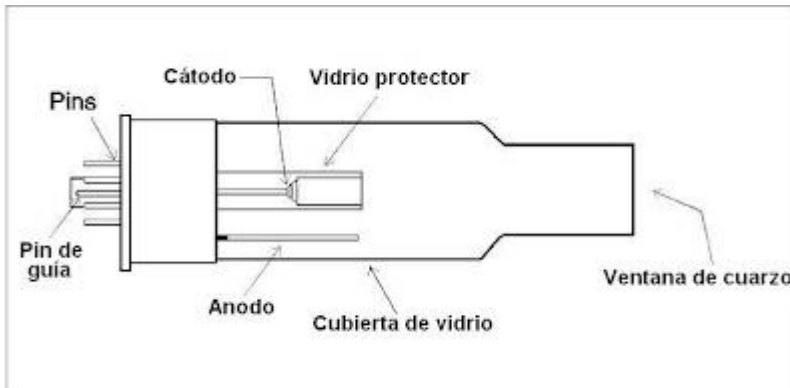 Cátodo
Vidrio protector
Pins
Pin de
guía
Anodo
Cubierta de vidrio
Ventana de cuarzo